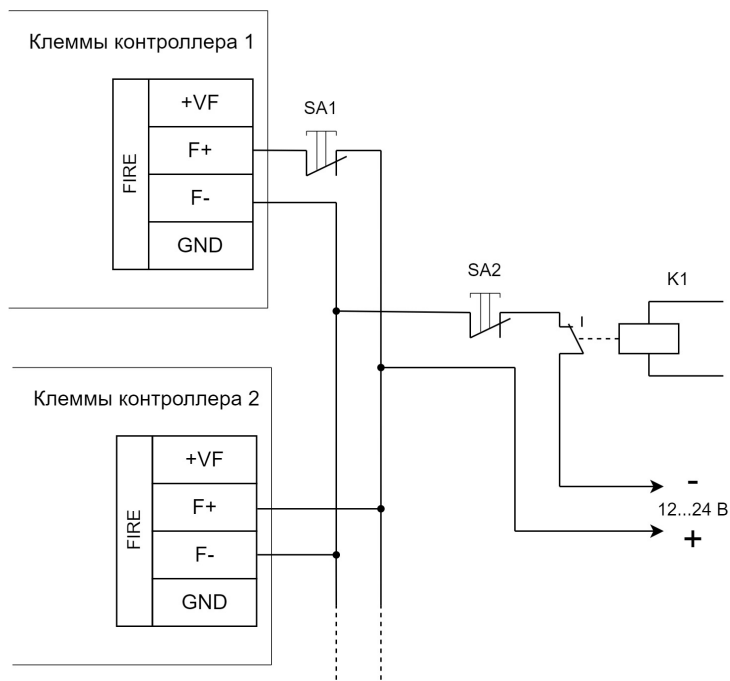 Клеммы контроллера 1
FIRE
+VF
F+
F-
GND
SA1
SA2
K1
Клеммы контроллера 2
FIRE
+VF
F+
F-
GND
-
12...24 В
+